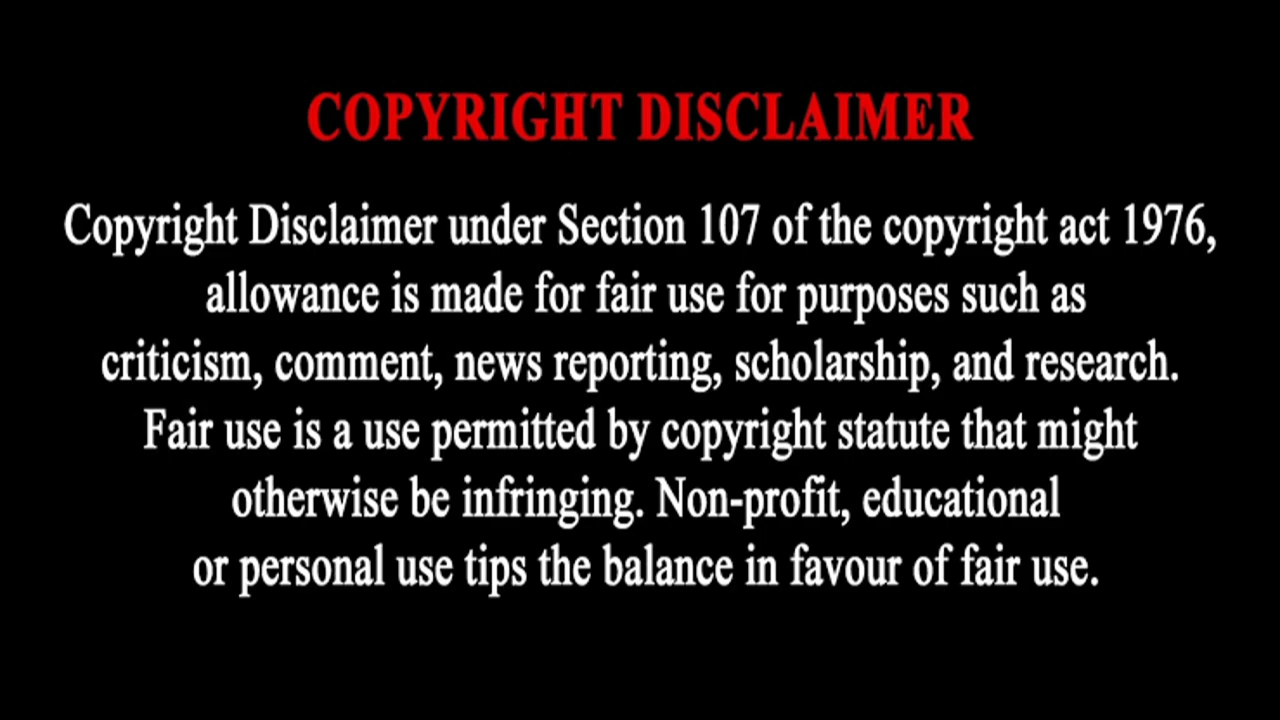 COPYRIGHT DISCLAIMER
Copyright Disclaimer under Section 107 of the copyright act 1976,
allowance is made for fair use for purposes such as
criticism, comment, news reporting, scholarship, and research.
Fair use is a use permitted by copyright statute that might
otherwise be infringing. Non-profit, educational
or personal use tips the balance in favour of fair use.